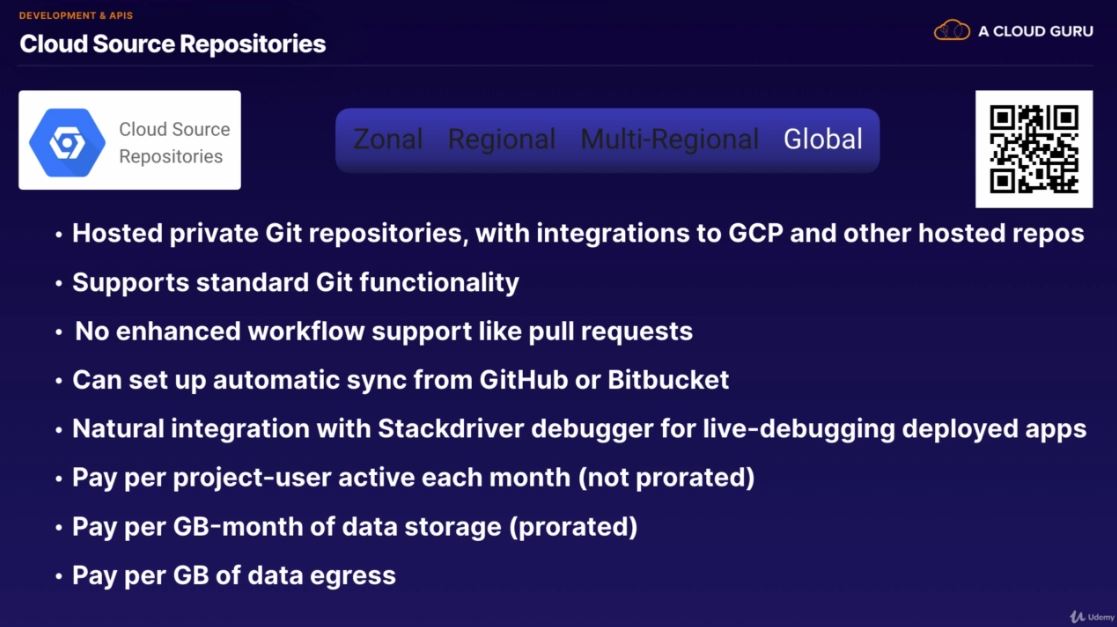 DEVELOPMENT & APIS
Cloud Source Repositories
A CLOUD GURU
Cloud Source
Repositories
Zonal Regional Multi-Regional Global
• Hosted private Git repositories, with integrations to GCP and other hosted repos
• Supports standard Git functionality
• No enhanced workflow support like pull requests
• Can set up automatic sync from GitHub or Bitbucket
• Natural integration with Stackdriver debugger for live-debugging deployed apps
• Pay per project-user active each month (not prorated)
• Pay per GB-month of data storage (prorated)
• Pay per GB of data egress
Udemy